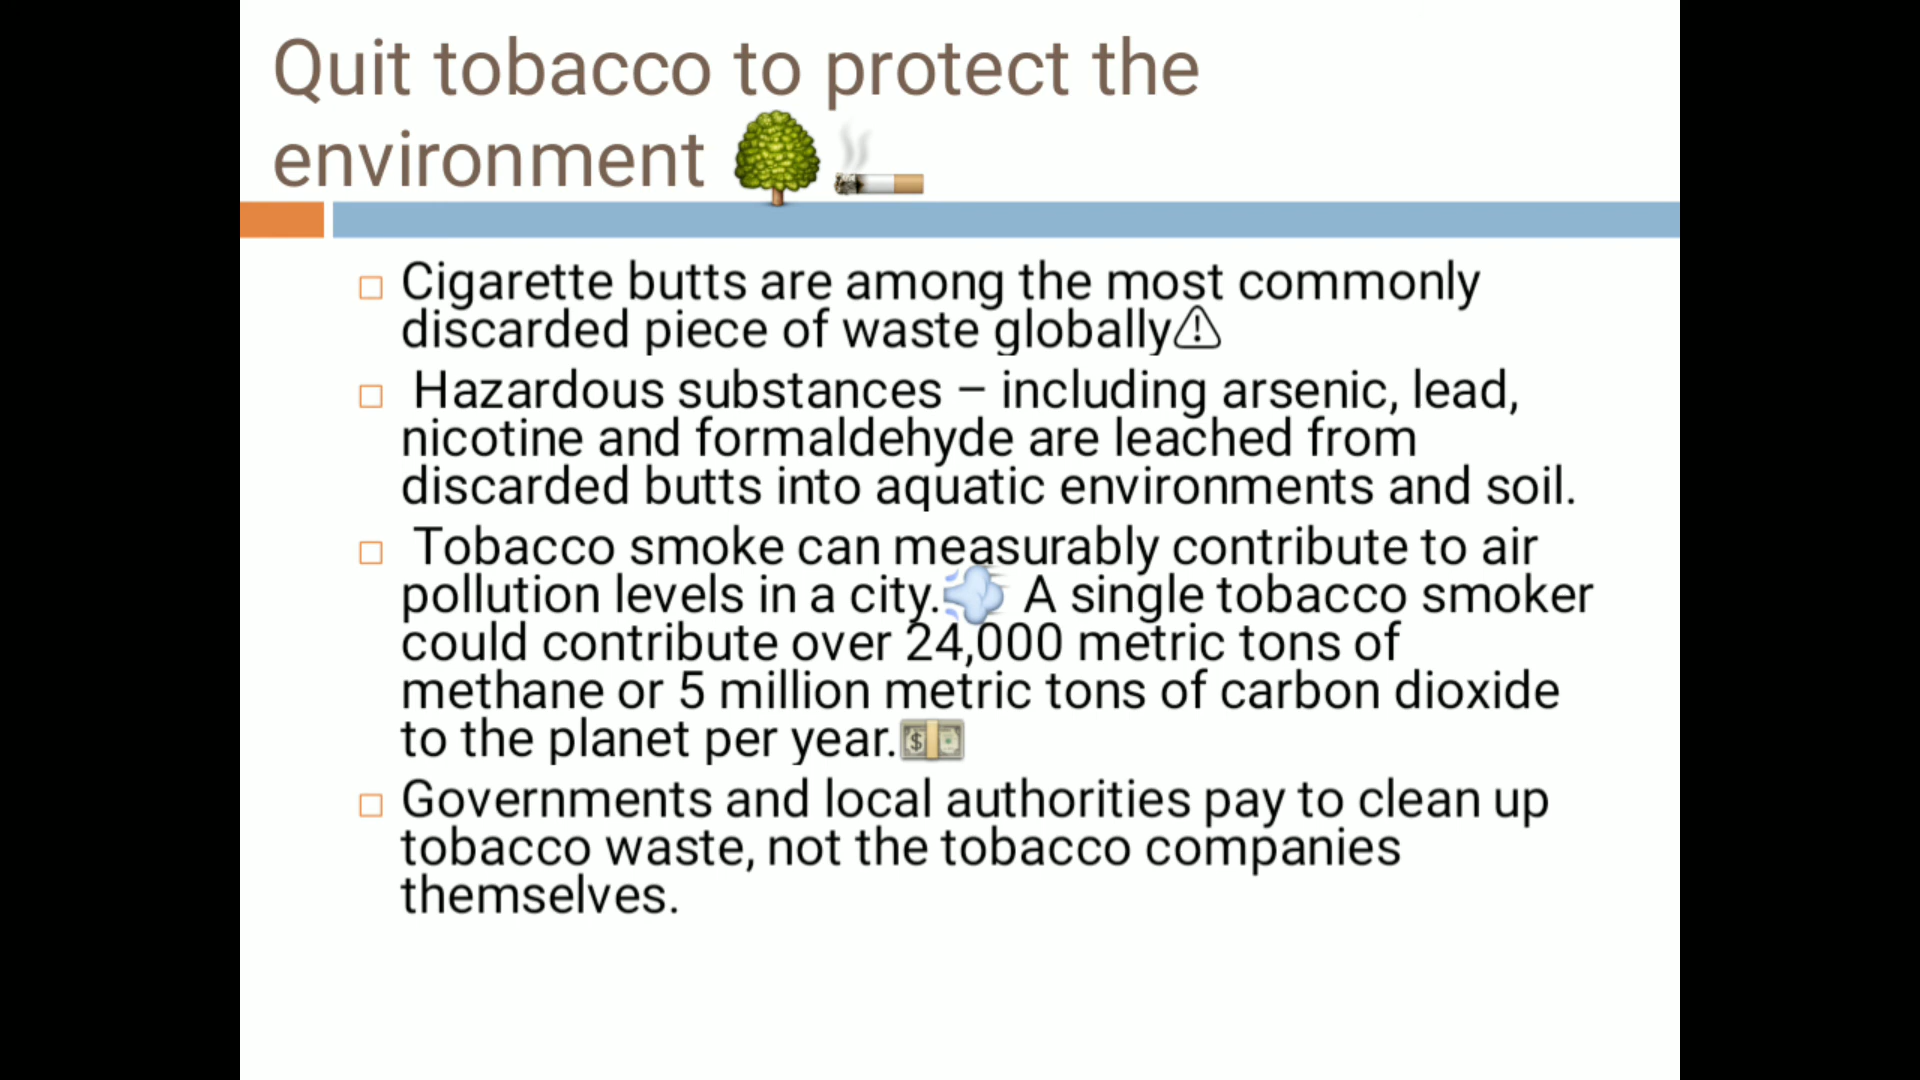 Quit tobacco to protect the
environment 🌳🚬
Cigarette butts are among the most commonly
discarded piece of waste globally⚠
Hazardous substances – including arsenic, lead,
nicotine and formaldehyde are leached from
discarded butts into aquatic environments and soil.
Tobacco smoke can measurably contribute to air
pollution levels in a city.💨 A single tobacco smoker
could contribute over 24,000 metric tons of
methane or 5 million metric tons of carbon dioxide
to the planet per year.💵
Governments and local authorities pay to clean up
tobacco waste, not the tobacco companies
themselves.